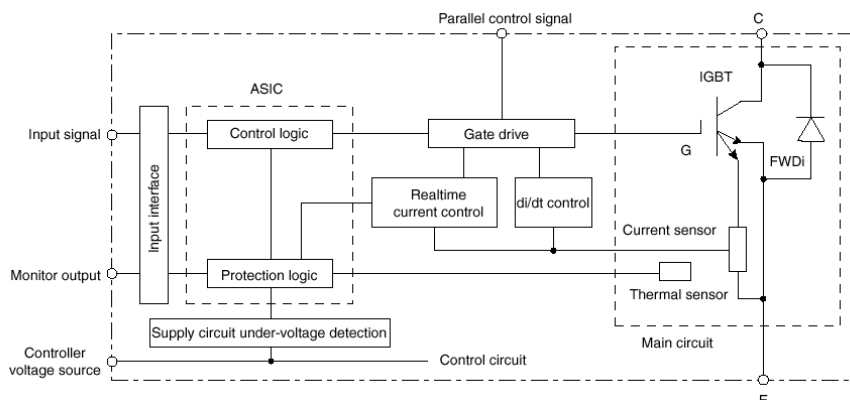 Parallel control signal
C
IGBT
ASIC
Input signal
Control logic
Gate drive
G
FWDi
Input interface
Realtime
current control
di/dt control
Current sensor
Monitor output
Protection logic
Thermal sensor
Supply circuit under-voltage detection
Main circuit
Controller
voltage source
Control circuit